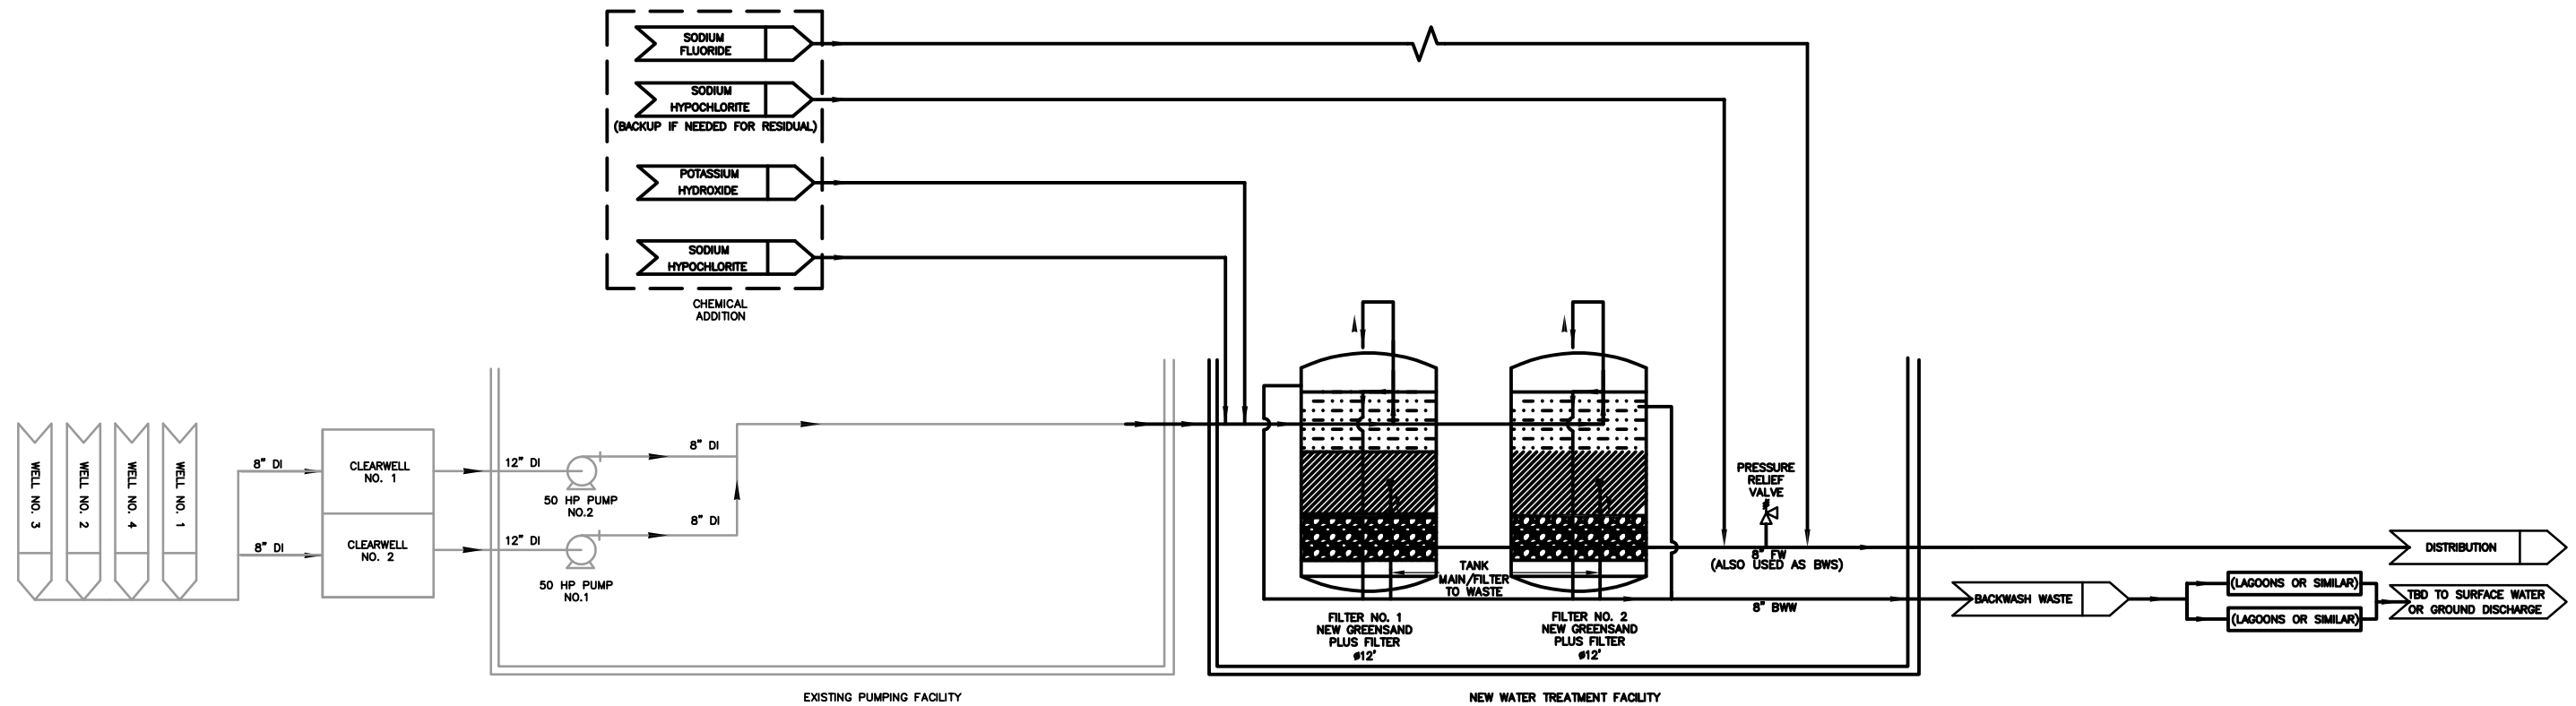 SODIUM
FLUORIDE
SODIUM
HYPOCHLORITE
(BACKUP IF NEEDED FOR RESIDUAL)
POTASSIUM
HYDROXIDE
SODIUM
HYPOCHLORITE
CHEMICAL
ADDITION
WELL NO. 3
WELL NO. 2
WELL NO. 4
WELL NO. 1
8" DI
8" DI
CLEARWELL
NO. 1
CLEARWELL
NO. 2
12" DI
12" DI
50 HP PUMP
NO.2
50 HP PUMP
NO.1
8" DI
8" DI
EXISTING PUMPING FACILITY
TANK
MAIN/FILTER
TO WASTE
FILTER NO. 1
NEW GREENSAND
PLUS FILTER
ø12'
FILTER NO. 2
NEW GREENSAND
PLUS FILTER
ø12'
PRESSURE
RELIEF
VALVE
8" FW
(ALSO USED AS BWS)
8" BWW
NEW WATER TREATMENT FACILITY
DISTRIBUTION
BACKWASH WASTE
(LAGOONS OR SIMILAR)
(LAGOONS OR SIMILAR)
TBD TO SURFACE WATER
OR GROUND DISCHARGE